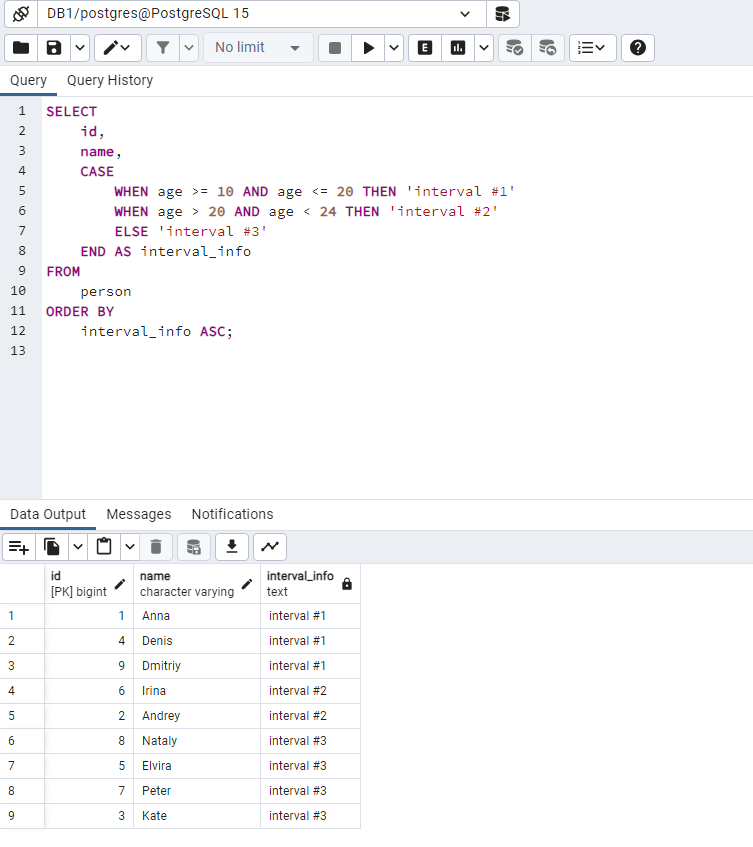 DB1/postgres@PostgreSQL 15
No limit
E
Query Query History
1 SELECT
2 id,
3 name,
4 CASE
5 WHEN age >= 10 AND age <= 20 THEN 'interval #1'
6 WHEN age > 20 AND age < 24 THEN 'interval #2'
7 ELSE 'interval #3'
8 END AS interval_info
9 FROM
10 person
11 ORDER BY
12 interval_info ASC;
13
Data Output Messages Notifications
id name interval_info
[PK] bigint character varying text
1 1 Anna interval #1
2 4 Denis interval #1
3 9 Dmitriy interval #1
4 6 Irina interval #2
5 2 Andrey interval #2
6 8 Nataly interval #3
7 5 Elvira interval #3
8 7 Peter interval #3
9 3 Kate interval #3